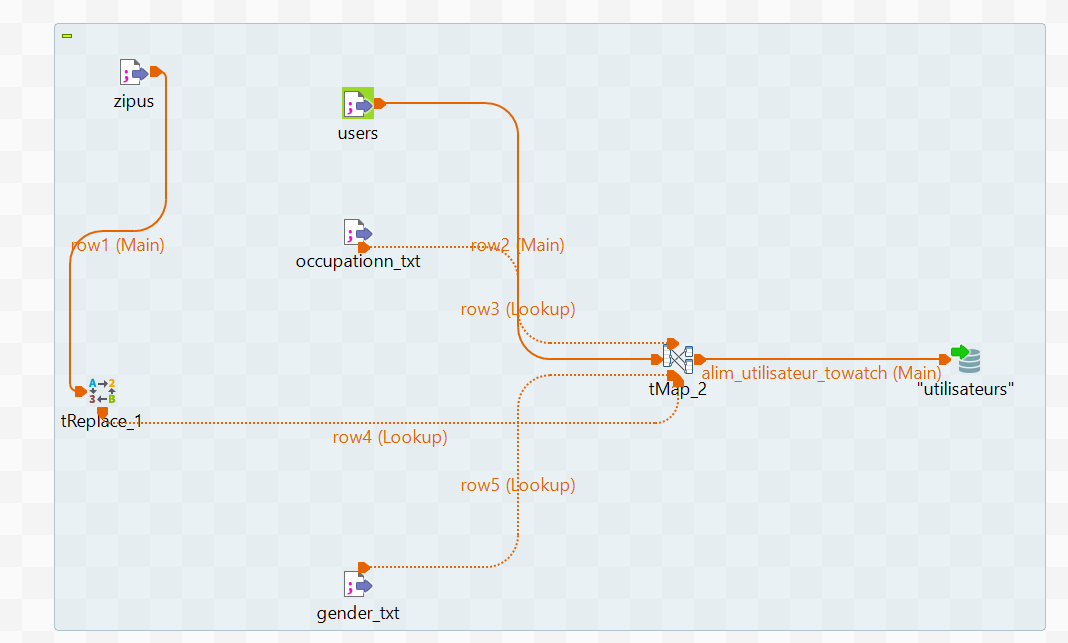 zipus
users
row1 (Main)
row2 (Main)
occupationn_txt
row3 (Lookup)
alim_utilisateur_towatch (Main)
tMap_2
"utilisateurs"
tReplace_1
row4 (Lookup)
row5 (Lookup)
gender_txt